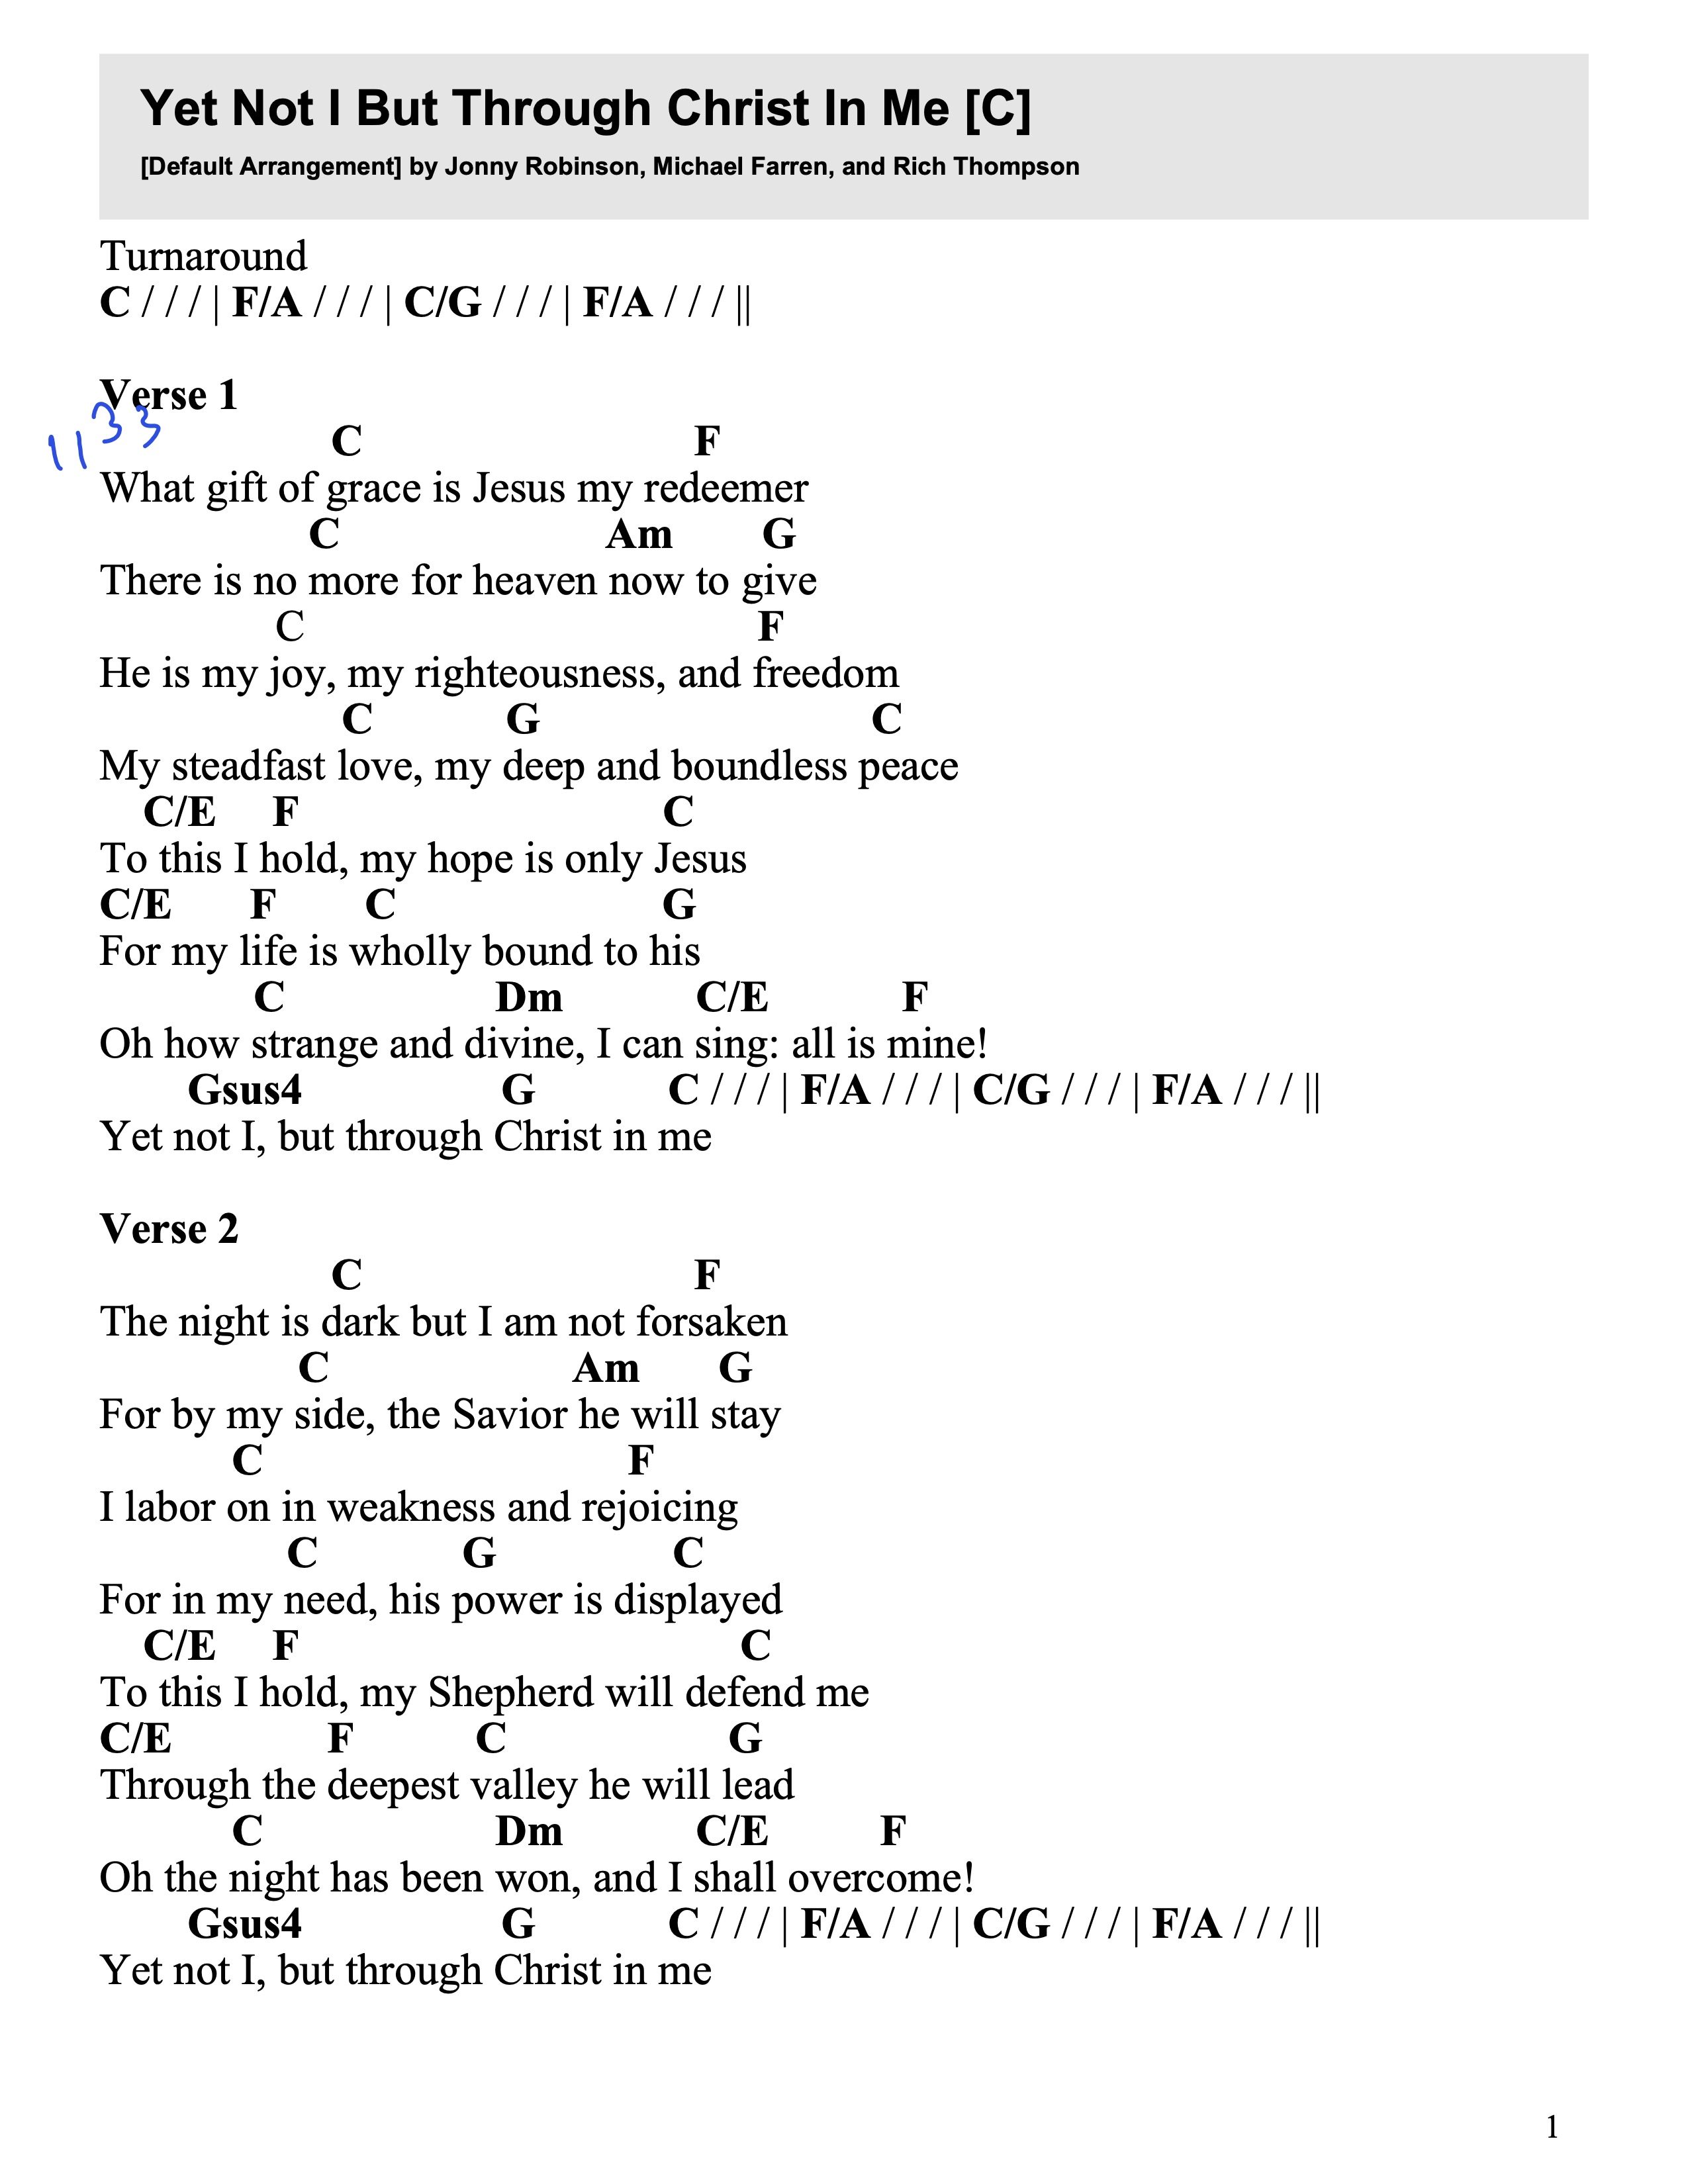 Yet Not I But Through Christ In Me [C]
[Default Arrangement] by Jonny Robinson, Michael Farren, and Rich Thompson
Turnaround
C / / / | F/A / / / | C/G / / / | F/A / / / ||
Verse 1
1 1 3 3
C F
What gift of grace is Jesus my redeemer
C Am G
There is no more for heaven now to give
C F
He is my joy, my righteousness, and freedom
C G C
My steadfast love, my deep and boundless peace
C/E F C
To this I hold, my hope is only Jesus
C/E F C G
For my life is wholly bound to his
C Dm C/E F
Oh how strange and divine, I can sing: all is mine!
Gsus4 G C / / / | F/A / / / | C/G / / / | F/A / / / ||
Yet not I, but through Christ in me
Verse 2
C F
The night is dark but I am not forsaken
C Am G
For by my side, the Savior he will stay
C F
I labor on in weakness and rejoicing
C G C
For in my need, his power is displayed
C/E F C
To this I hold, my Shepherd will defend me
C/E F C G
Through the deepest valley he will lead
C Dm C/E F
Oh the night has been won, and I shall overcome!
Gsus4 G C / / / | F/A / / / | C/G / / / | F/A / / / ||
Yet not I, but through Christ in me
1